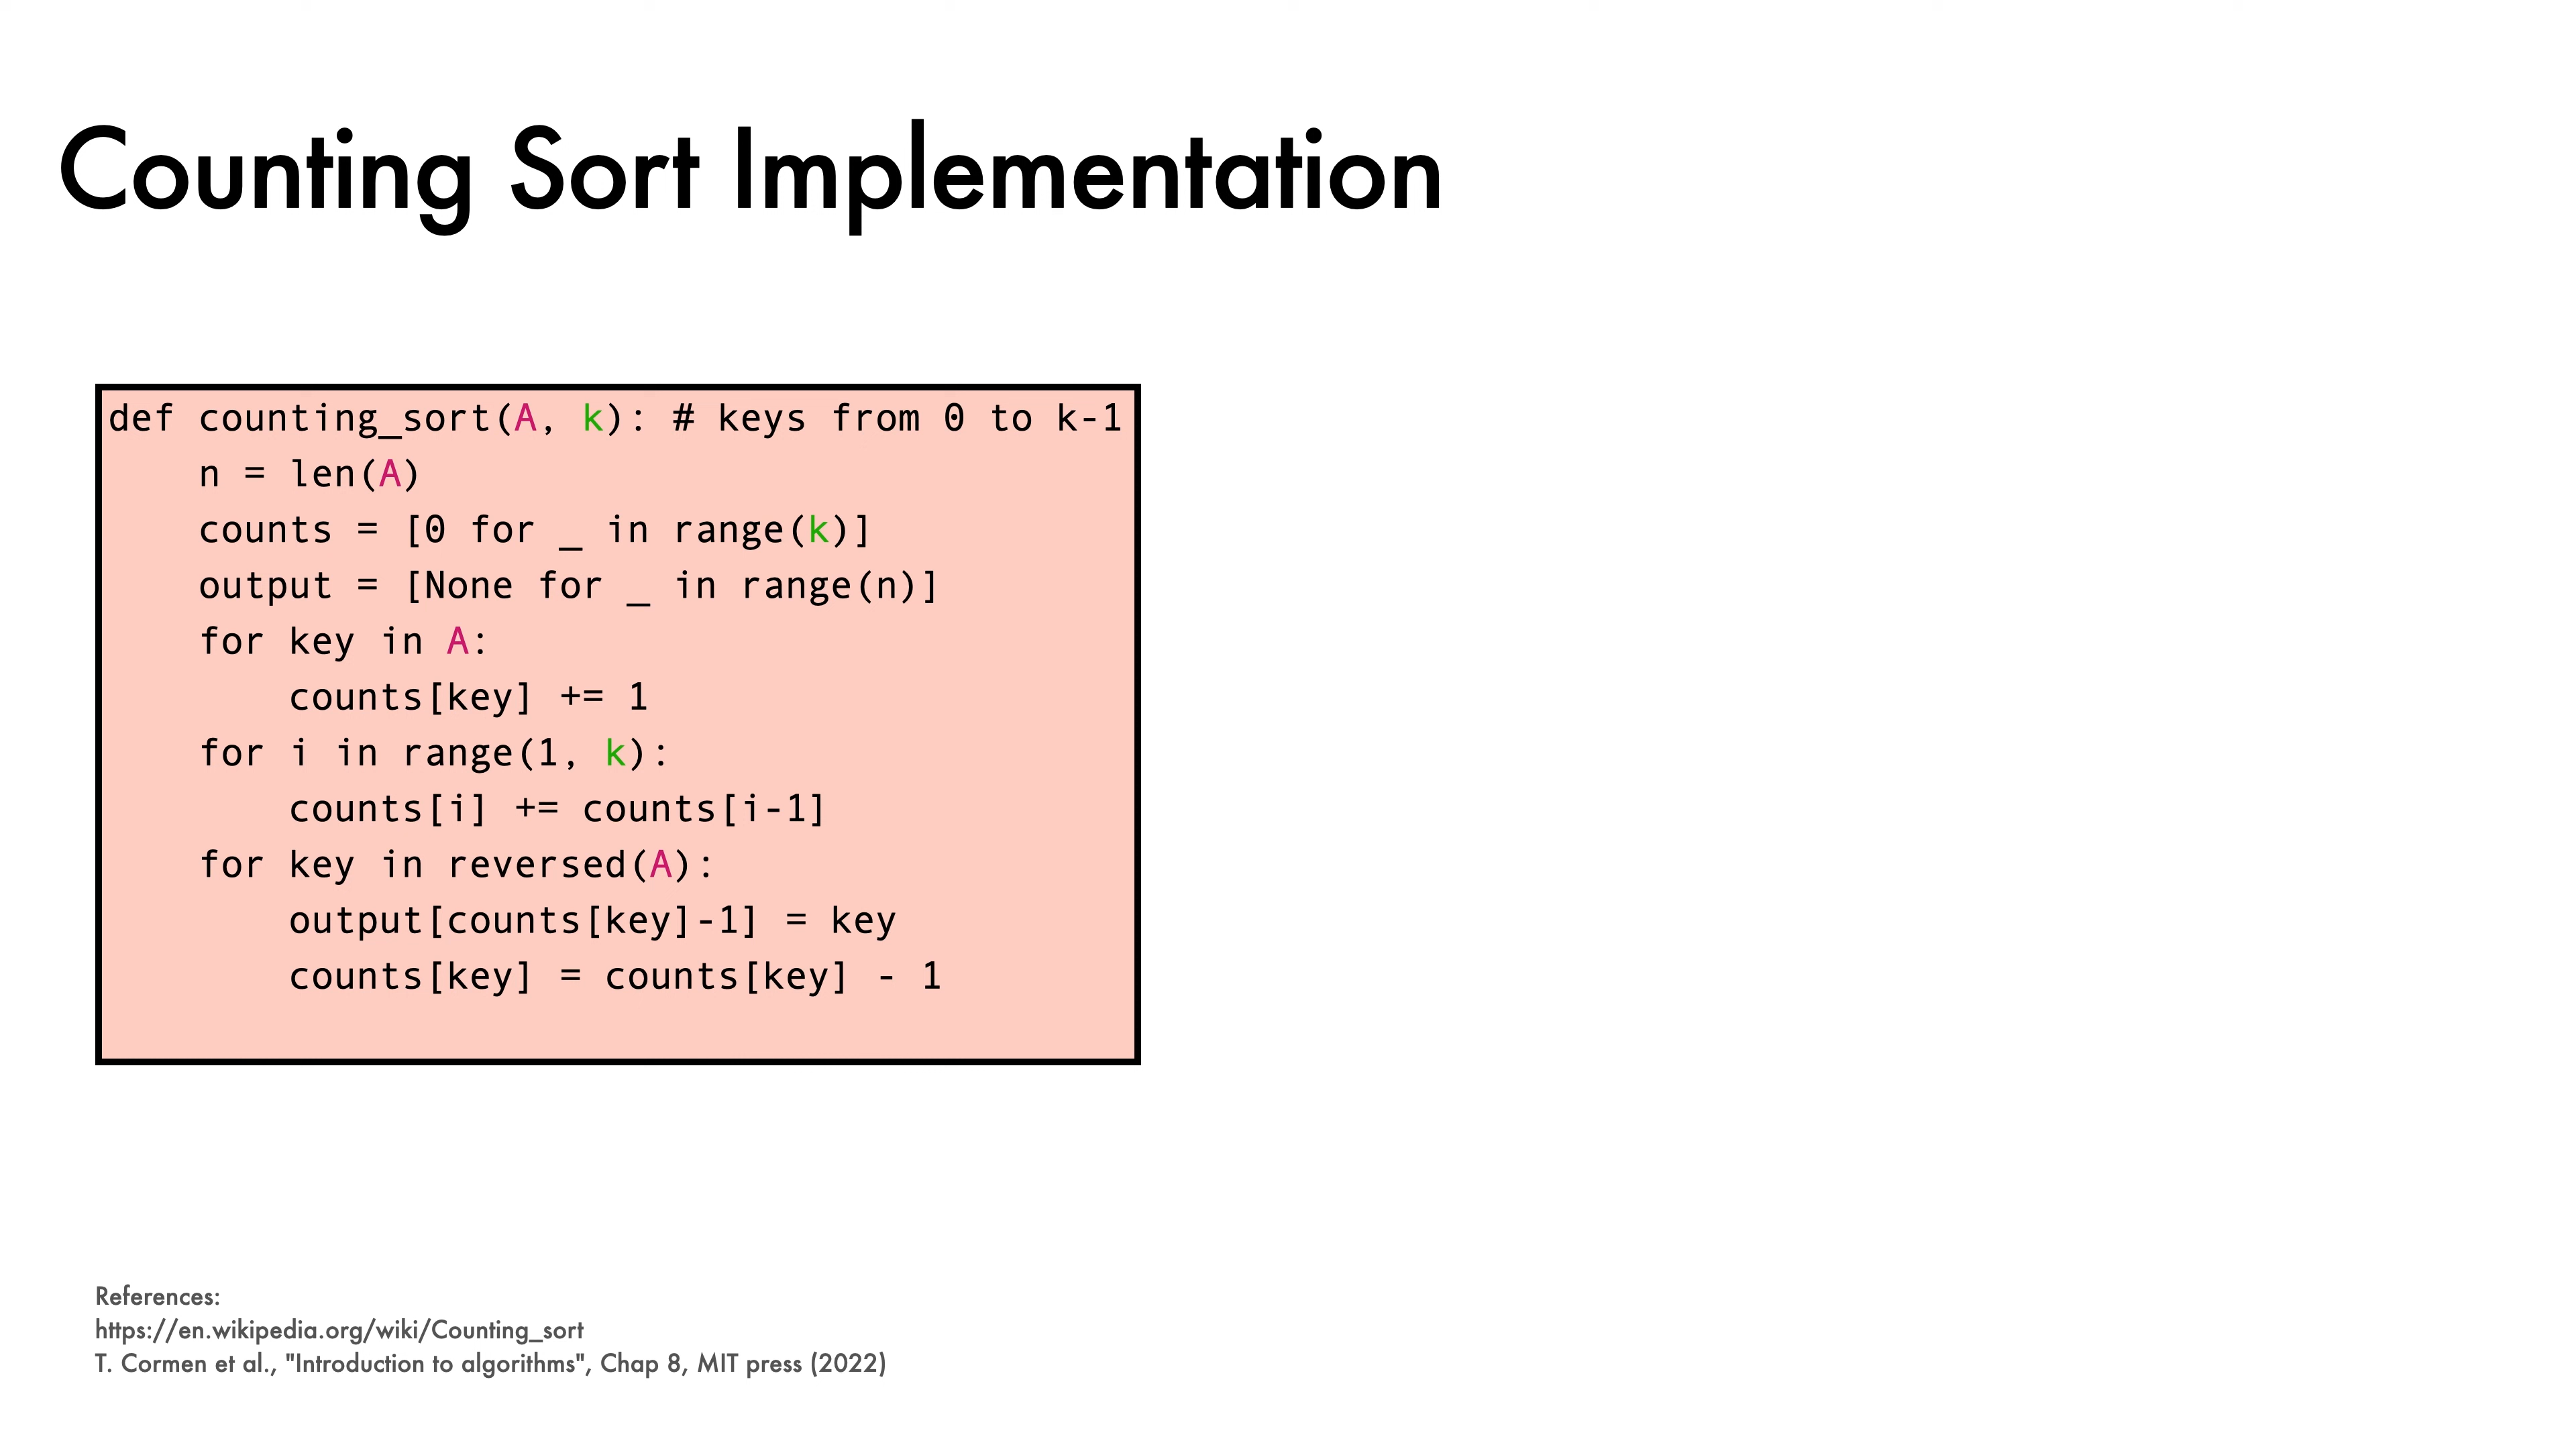 Counting Sort Implementation
def counting_sort(A, k): # keys from 0 to k-1
    n = len(A)
    counts = [0 for _ in range(k)]
    output = [None for _ in range(n)]
    for key in A:
        counts[key] += 1
    for i in range(1, k):
        counts[i] += counts[i-1]
    for key in reversed(A):
        output[counts[key]-1] = key
        counts[key] = counts[key] - 1
References:
https://en.wikipedia.org/wiki/Counting_sort
T. Cormen et al., "Introduction to algorithms", Chap 8, MIT press (2022)